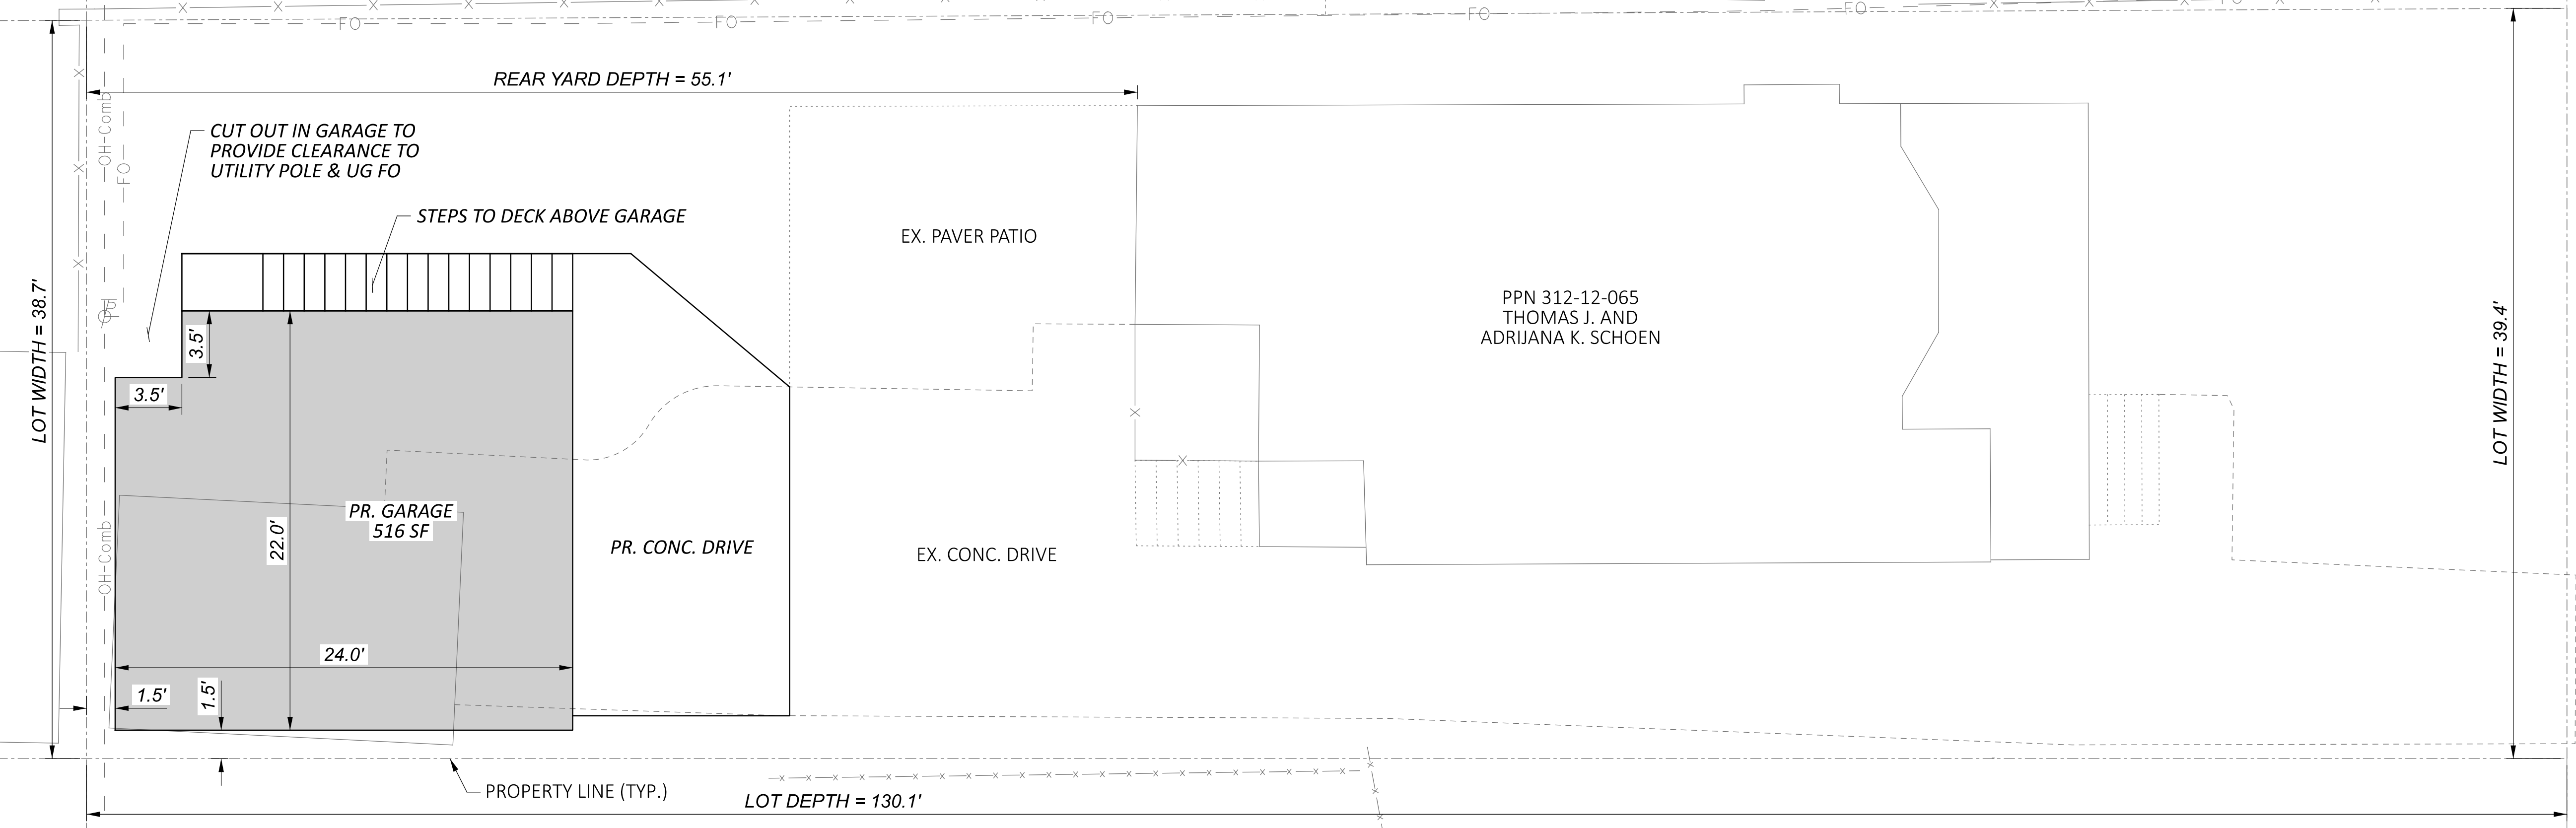 FO
FO
FO
FO
FO
FO
REAR YARD DEPTH = 55.1'
OH-Comb
FO
CUT OUT IN GARAGE TO
PROVIDE CLEARANCE TO
UTILITY POLE & UG FO
STEPS TO DECK ABOVE GARAGE
EX. PAVER PATIO
PPN 312-12-065
THOMAS J. AND
ADRIJANA K. SCHOEN
LOT WIDTH = 38.7'
LOT WIDTH = 39.4'
3.5'
3.5'
PR. GARAGE
516 SF
22.0'
PR. CONC. DRIVE
EX. CONC. DRIVE
OH-Comb
24.0'
1.5'
1.5'
PROPERTY LINE (TYP.)
LOT DEPTH = 130.1'